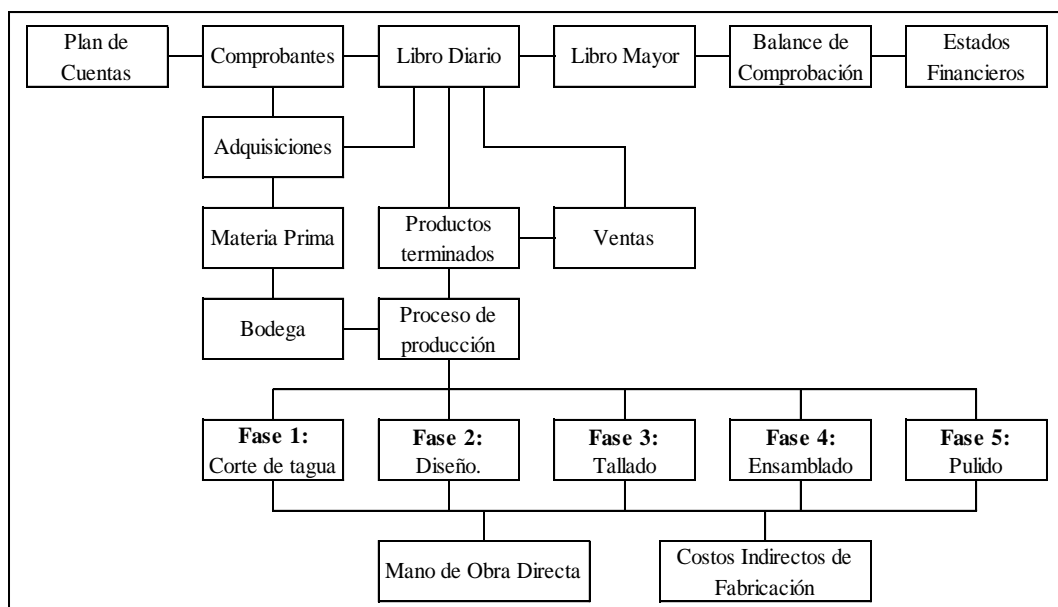 Plan de
Cuentas
Comprobantes
Libro Diario
Libro Mayor
Balance de
Comprobación
Estados
Financieros
Adquisiciones
Materia Prima
Productos
terminados
Ventas
Bodega
Proceso de
producción
Fase 1:
Corte de tagua
Fase 2:
Diseño.
Fase 3:
Tallado
Fase 4:
Ensamblado
Fase 5:
Pulido
Mano de Obra Directa
Costos Indirectos de
Fabricación